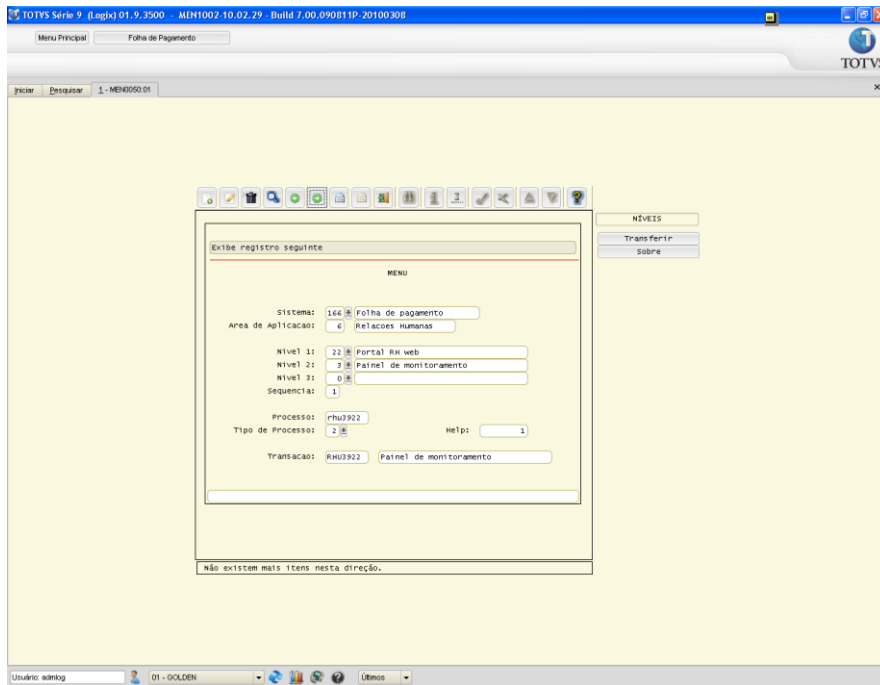 TOTVS Série 9 (Logix) 01.9.3500 - MEN1002-10.02.29 - Build 7.00.090811P-20100308
Menu Principal Folha de Pagamento
TOTVS
Iniciar Pesquisar 1 - MEN0050:01
NÍVEIS
Transferir
Sobre
Exibe registro seguinte
MENU
Sistema: 166 Folha de pagamento
Area de Aplicacao: 6 Relacoes Humanas
Nivel 1: 22 Portal RH web
Nivel 2: 3 Painel de monitoramento
Nivel 3: 0
Sequencia: 1
Processo: rhu3922
Tipo de Processo: 2 Help: 1
Transacao: RHU3922 Painel de monitoramento
Não existem mais itens nesta direção.
Usuário: admlog 01 - GOLDEN Últimos